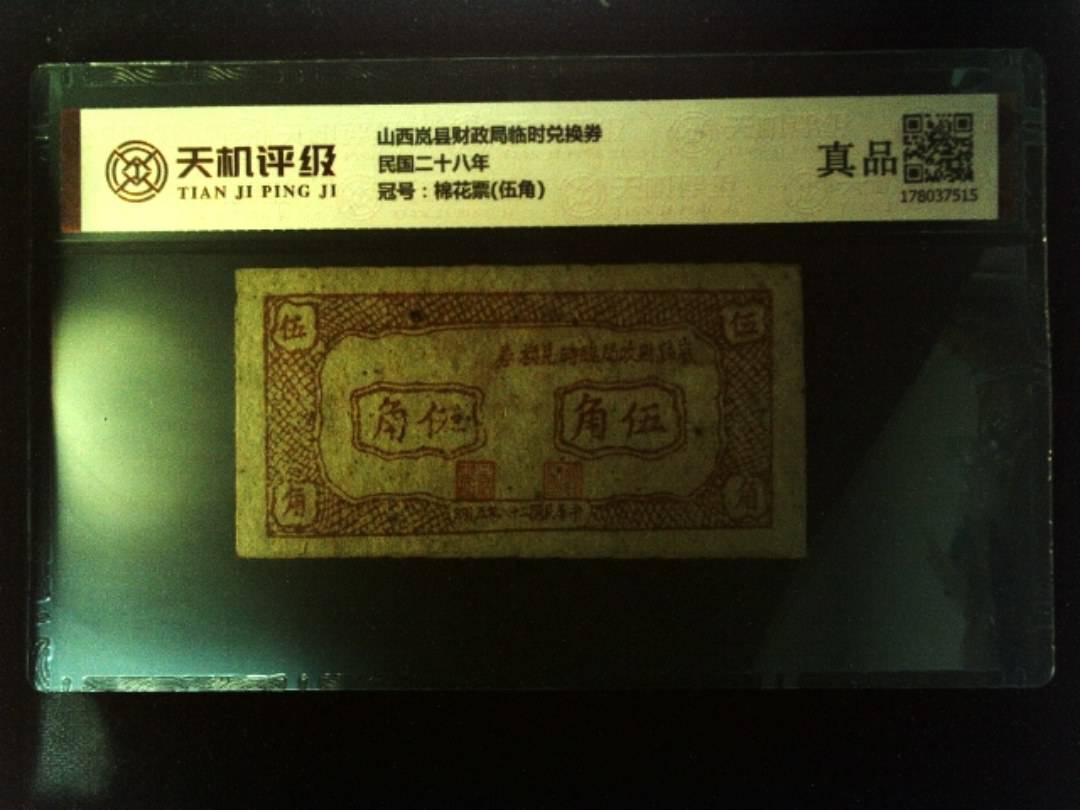 天机评级
TIAN JI PING JI
山西岚县财政局临时兑换券
民国二十八年
冠号：棉花票(伍角)
真品
178037515
伍
伍
角伍
角伍
角
角